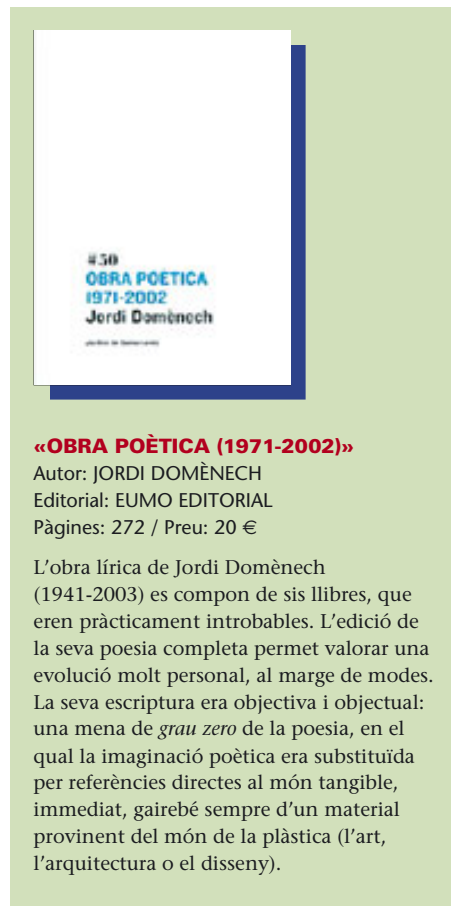 #50
OBRA POÈTICA
1971-2002
Jordi Domènech
«OBRA POÈTICA (1971-2002)»
Autor: JORDI DOMÈNECH
Editorial: EUMO EDITORIAL
Pàgines: 272 / Preu: 20 €
L’obra lírica de Jordi Domènech
(1941-2003) es compon de sis llibres, que
eren pràcticament introbables. L’edició de
la seva poesia completa permet valorar una
evolució molt personal, al marge de modes.
La seva escriptura era objectiva i objectual:
una mena de grau zero de la poesia, en el
qual la imaginació poètica era substituïda
per referències directes al món tangible,
immediat, gairebé sempre d’un material
provinent del món de la plàstica (l’art,
l’arquitectura o el disseny).